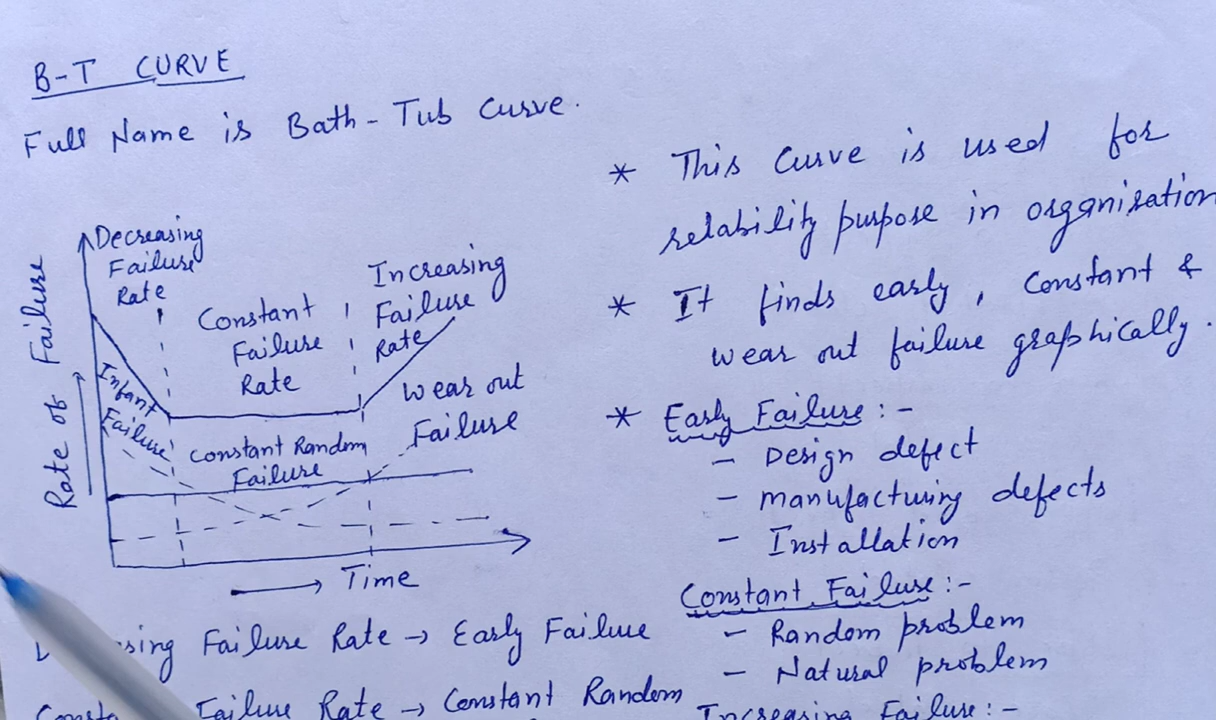 B-T CURVE
Full Name is Bath-Tub Curve.
Decreasing
Failure
Rate
Constant
Failure
Rate
Increasing
Failure
Rate
Infant
Failure
Constant Random
Failure
Wear out
Failure
Rate of Failure
Time
Failure Rate → Early Failure
Failure Rate → Constant Random
* This Curve is used for
relability purpose in organisation
* It finds early, Constant &
wear out failure graphically.
* Early Failure :-
- Design defect
- manufacturing defects
- Installation
Constant Failure :-
- Random problem
- Natural problem
Increasing Failure :-